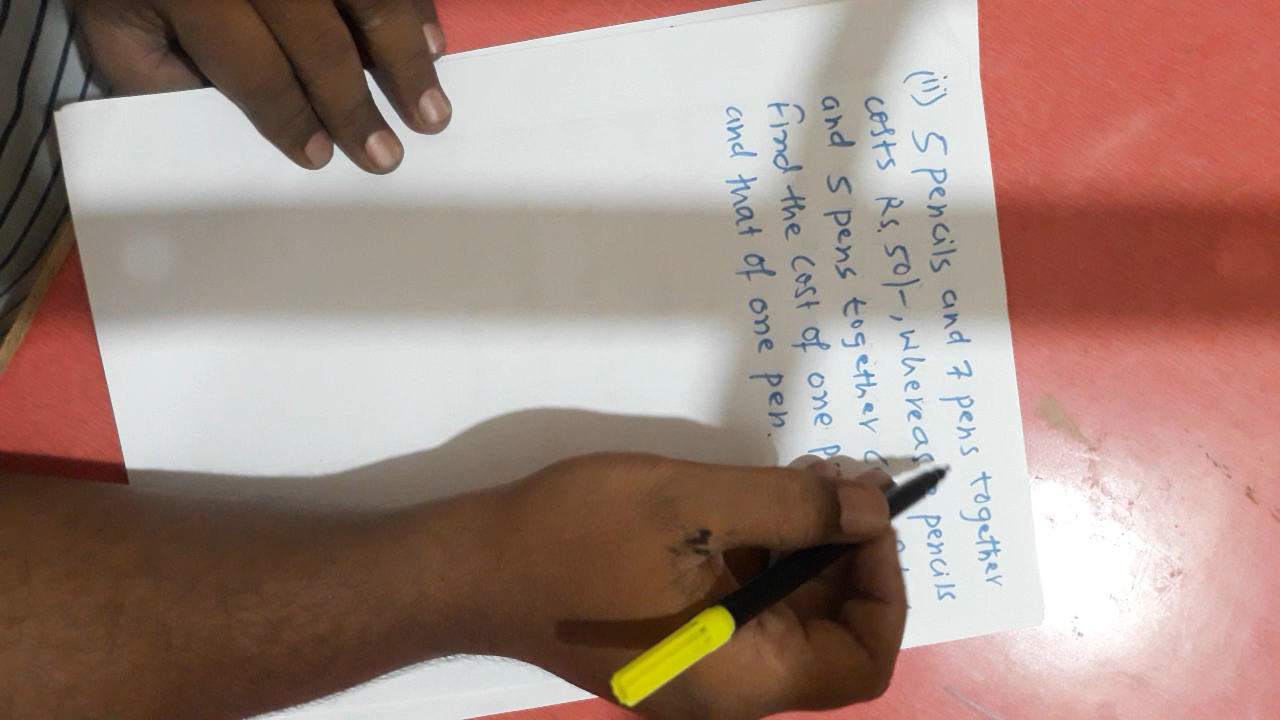 (ii) 5 pencils and 7 pens together
costs Rs. 50/-, whereas pencils
and 5 pens together
Find the cost of one
and that of one pen.